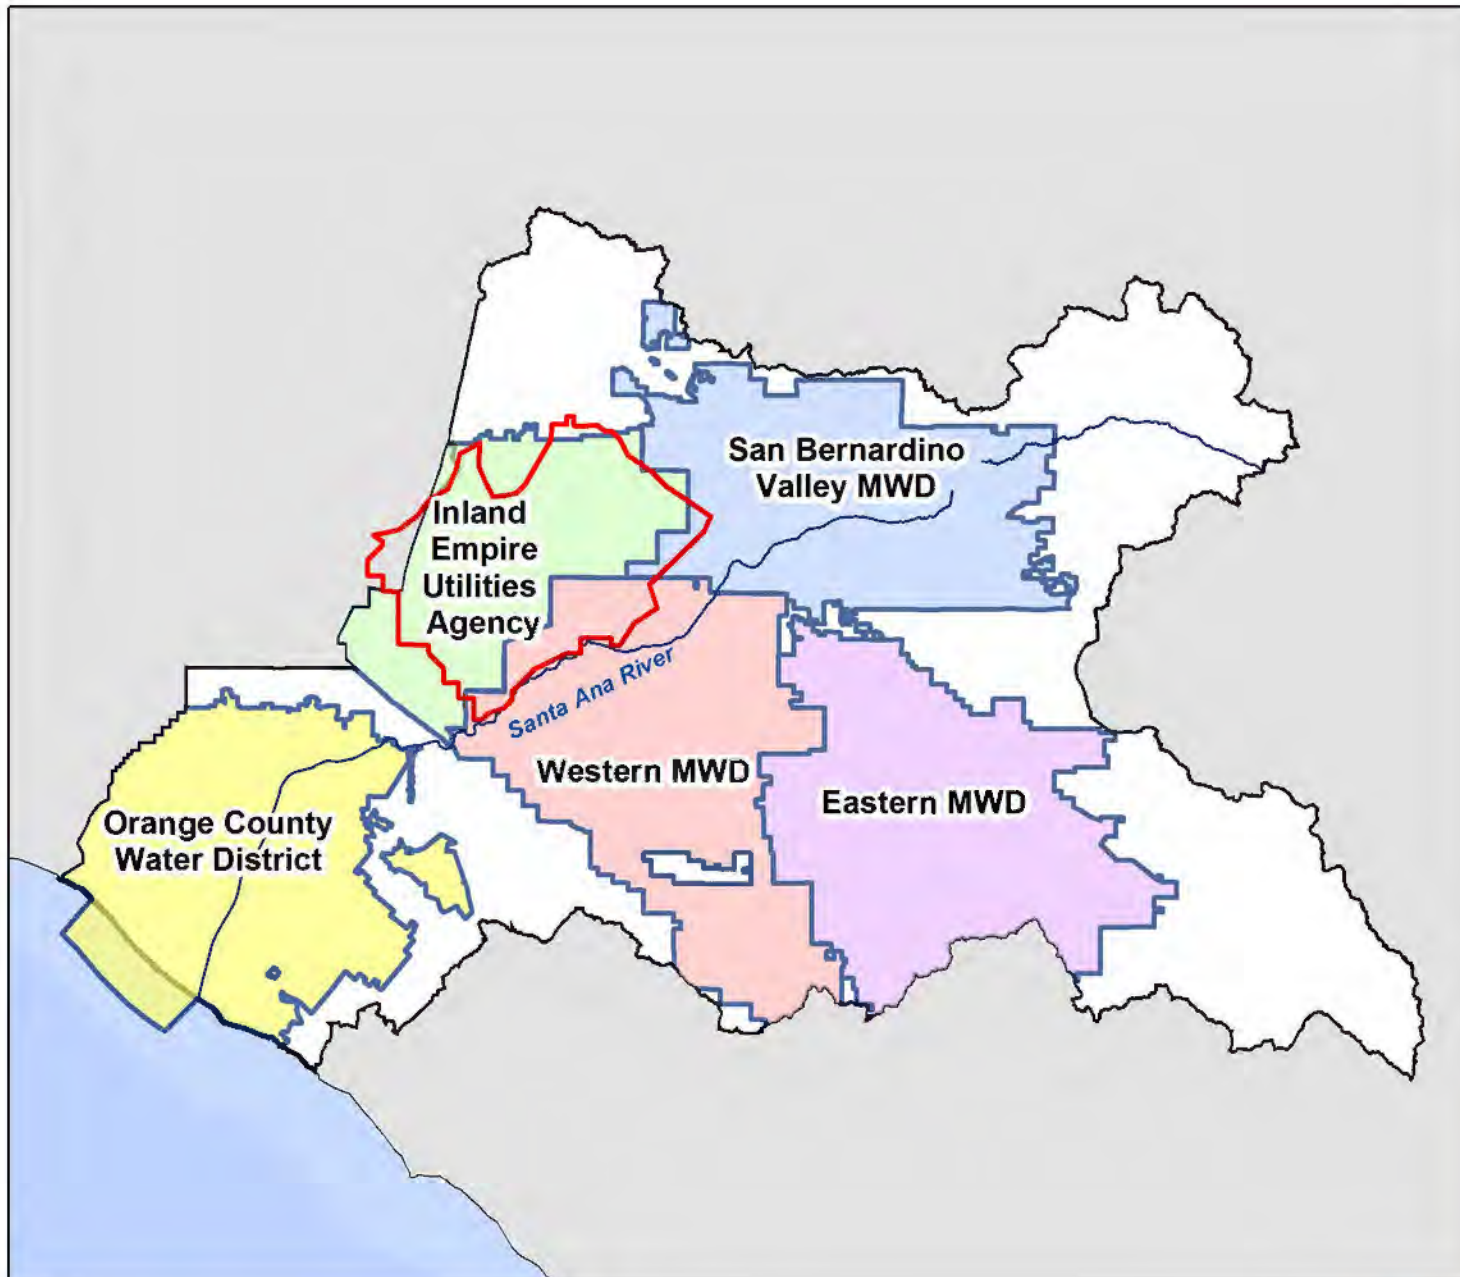 San Bernardino
Valley MWD
Inland
Empire
Utilities
Agency
Santa Ana River
Western MWD
Eastern MWD
Orange County
Water District